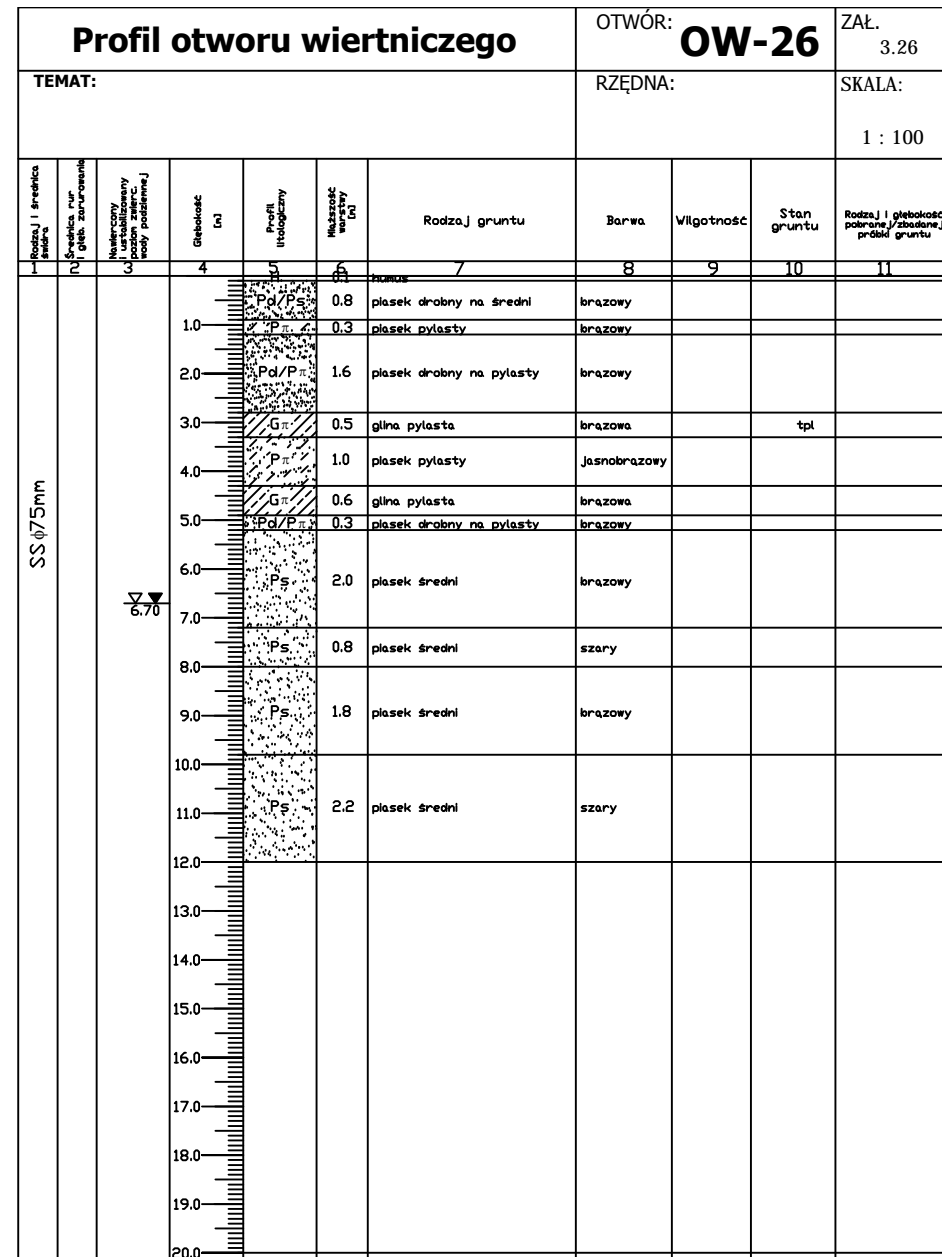 Profil otworu wiertniczego
OTWÓR: OW-26
ZAŁ.
3.26
TEMAT:
RZĘDNA:
SKALA:
1 : 100
Rodzaj i średnica
świdra
Średnica rur
i głęb. zarurowania
Nawiercony
i ustabilizowany
poziom zwierc.
wody podziemnej
Głębokość
[m]
Profil
litologiczny
Miąższość
warstwy
[m]
Rodzaj gruntu
Barwa
Wilgotność
Stan
gruntu
Rodzaj i głębokość
pobranej/zbadanej
próbki gruntu
1 2 3 4 5 6 7 8 9 10 11
H 0.1 humus
Pd/Ps 0.8 piasek drobny na średni brązowy
1.0 Pπ 0.3 piasek pylasty brązowy
2.0 Pd/Pπ 1.6 piasek drobny na pylasty brązowy
3.0 Gπ 0.5 glina pylasta brązowa tpl
4.0 Pπ 1.0 piasek pylasty jasnobrązowy
Gπ 0.6 glina pylasta brązowa
5.0 Pd/Pπ 0.3 piasek drobny na pylasty brązowy
SSϕ75mm
6.0 Ps 2.0 piasek średni brązowy
6.70
7.0
Ps 0.8 piasek średni szary
8.0
9.0 Ps 1.8 piasek średni brązowy
10.0
11.0 Ps 2.2 piasek średni szary
12.0
13.0
14.0
15.0
16.0
17.0
18.0
19.0
20.0